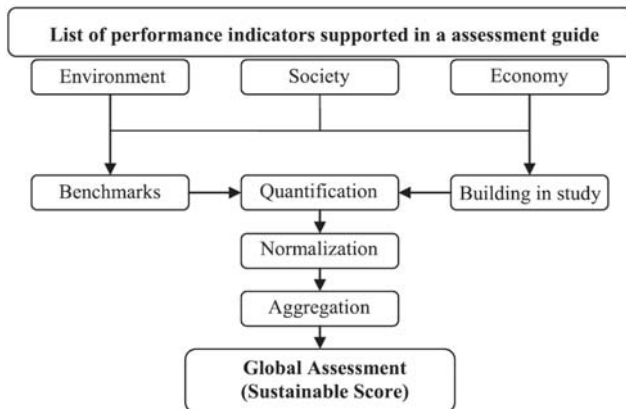 List of performance indicators supported in a assessment guide
Environment
Society
Economy
Benchmarks
Quantification
Building in study
Normalization
Aggregation
Global Assessment
(Sustainable Score)